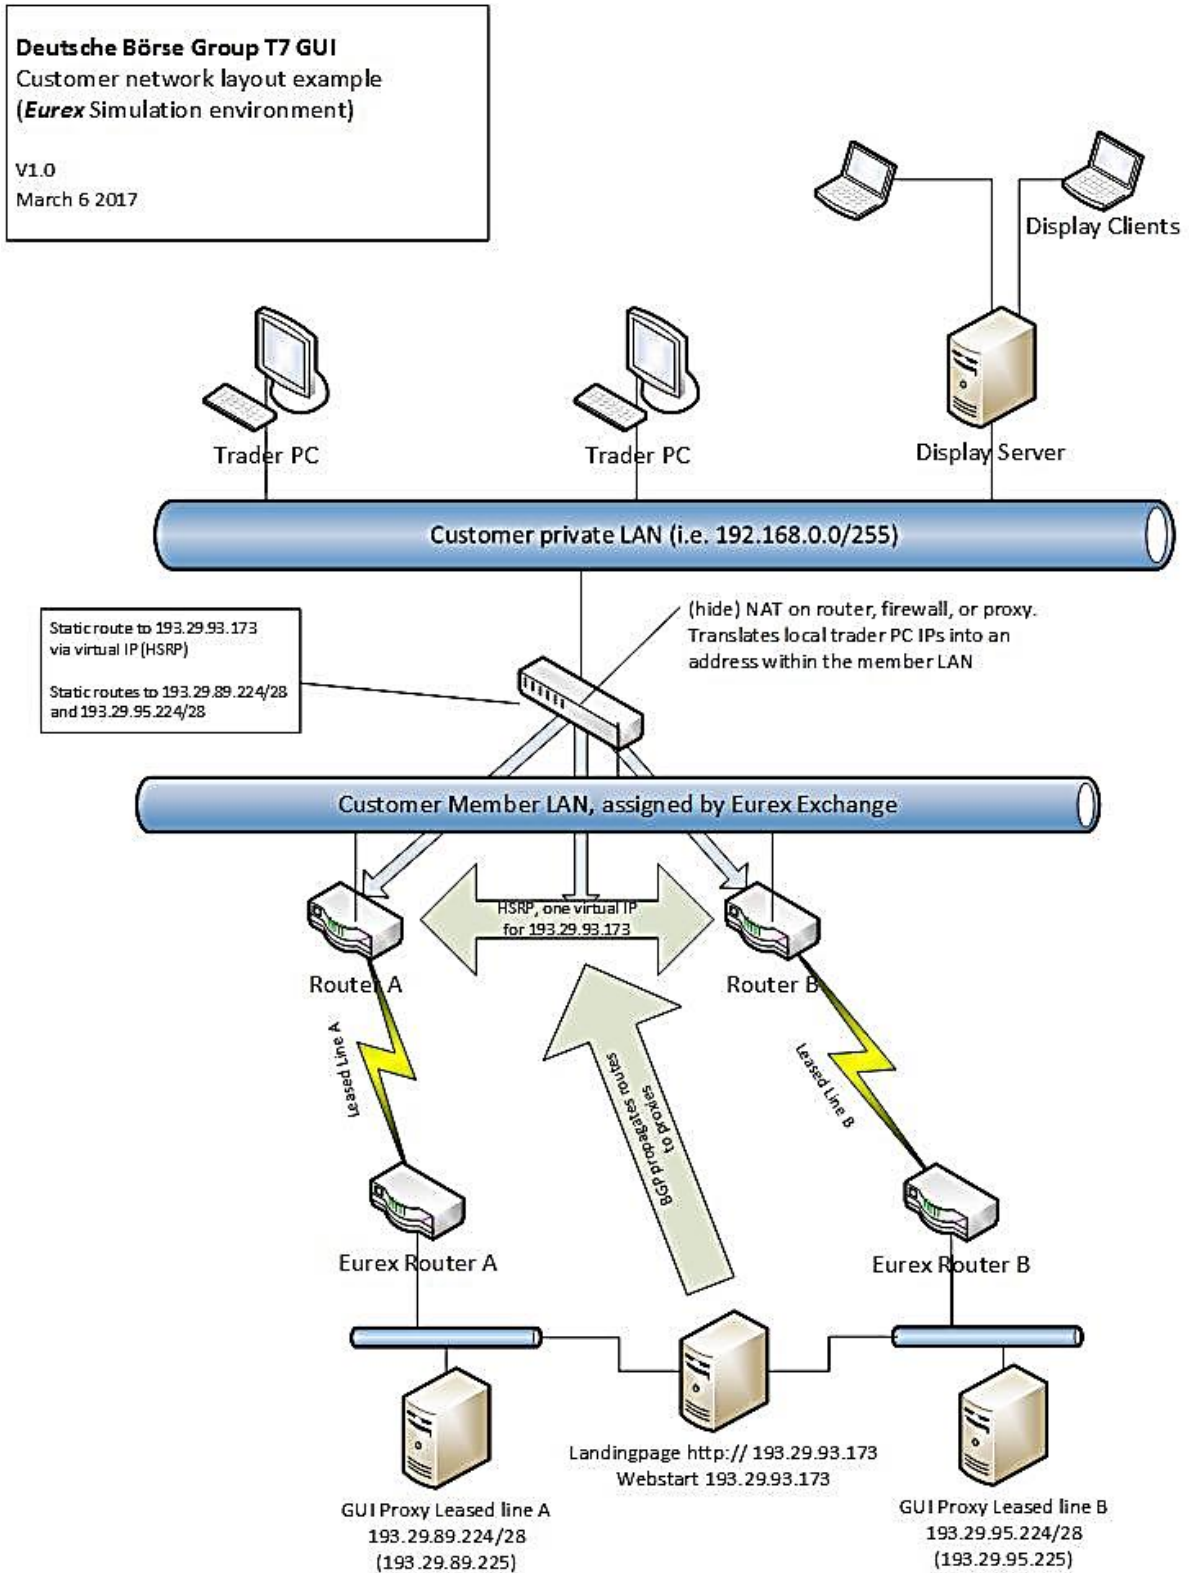 Deutsche Börse Group T7 GUI
Customer network layout example
(Eurex Simulation environment)
V1.0
March 6 2017
Display Clients
Trader PC
Trader PC
Display Server
Customer private LAN (i.e. 192.168.0.0/255)
Static route to 193.29.93.173
via virtual IP (HSRP)
Static routes to 193.29.89.224/28
and 193.29.95.224/28
(hide) NAT on router, firewall, or proxy.
Translates local trader PC IPs into an
address within the member LAN
Customer Member LAN, assigned by Eurex Exchange
HSRP, one virtual IP
for 193.29.93.173
Router A
Router B
Leased Line A
BGP propagates routes
to proxies
Leased Line B
Eurex Router A
Eurex Router B
Landingpage http:// 193.29.93.173
Webstart 193.29.93.173
GUI Proxy Leased line A
193.29.89.224/28
(193.29.89.225)
GUI Proxy Leased line B
193.29.95.224/28
(193.29.95.225)